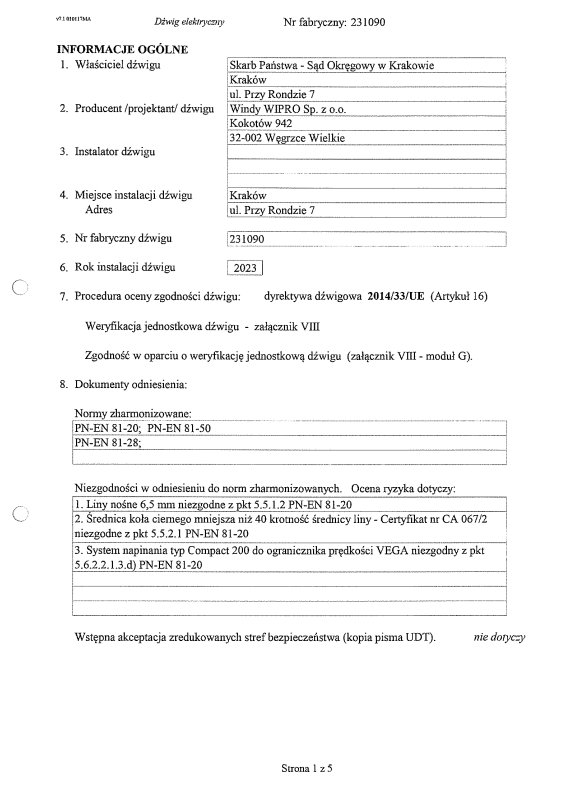 v7.1 010117MA
Dźwig elektryczny
Nr fabryczny: 231090
INFORMACJE OGÓLNE
1. Właściciel dźwigu
Skarb Państwa - Sąd Okręgowy w Krakowie
Kraków
ul. Przy Rondzie 7
2. Producent /projektant/ dźwigu
Windy WIPRO Sp. z o.o.
Kokotów 942
32-002 Węgrzce Wielkie
3. Instalator dźwigu
4. Miejsce instalacji dźwigu
Adres
Kraków
ul. Przy Rondzie 7
5. Nr fabryczny dźwigu
231090
6. Rok instalacji dźwigu
2023
7. Procedura oceny zgodności dźwigu: dyrektywa dźwigowa 2014/33/UE (Artykuł 16)
Weryfikacja jednostkowa dźwigu - załącznik VIII
Zgodność w oparciu o weryfikację jednostkową dźwigu (załącznik VIII - moduł G).
8. Dokumenty odniesienia:
Normy zharmonizowane:
PN-EN 81-20; PN-EN 81-50
PN-EN 81-28;
Niezgodności w odniesieniu do norm zharmonizowanych. Ocena ryzyka dotyczy:
1. Liny nośne 6,5 mm niezgodne z pkt 5.5.1.2 PN-EN 81-20
2. Średnica koła ciernego mniejsza niż 40 krotność średnicy liny - Certyfikat nr CA 067/2
niezgodne z pkt 5.5.2.1 PN-EN 81-20
3. System napinania typ Compact 200 do ogranicznika prędkości VEGA niezgodny z pkt
5.6.2.2.1.3.d) PN-EN 81-20
Wstępna akceptacja zredukowanych stref bezpieczeństwa (kopia pisma UDT). nie dotyczy
Strona 1 z 5